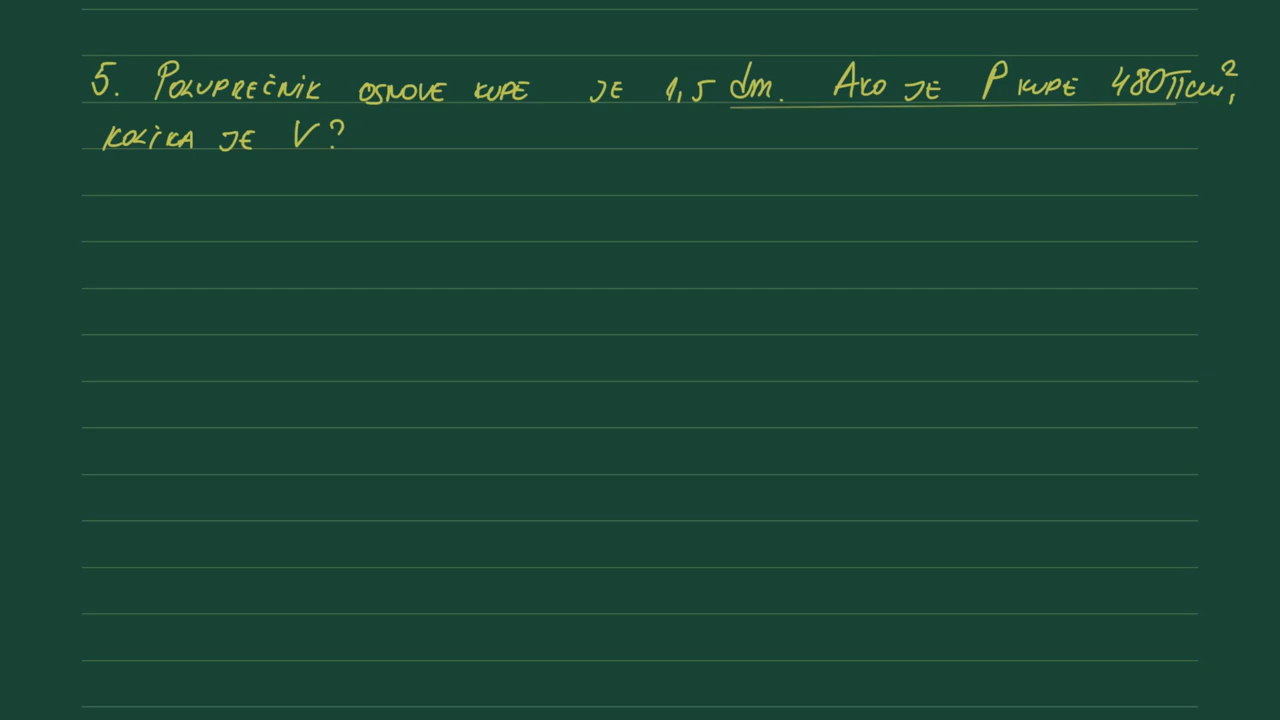 5. POLUPREČNIK OSNOVE KUPE JE 1,5 dm. AKO JE P KUPE 480πcm²,
KOLIKA JE V?